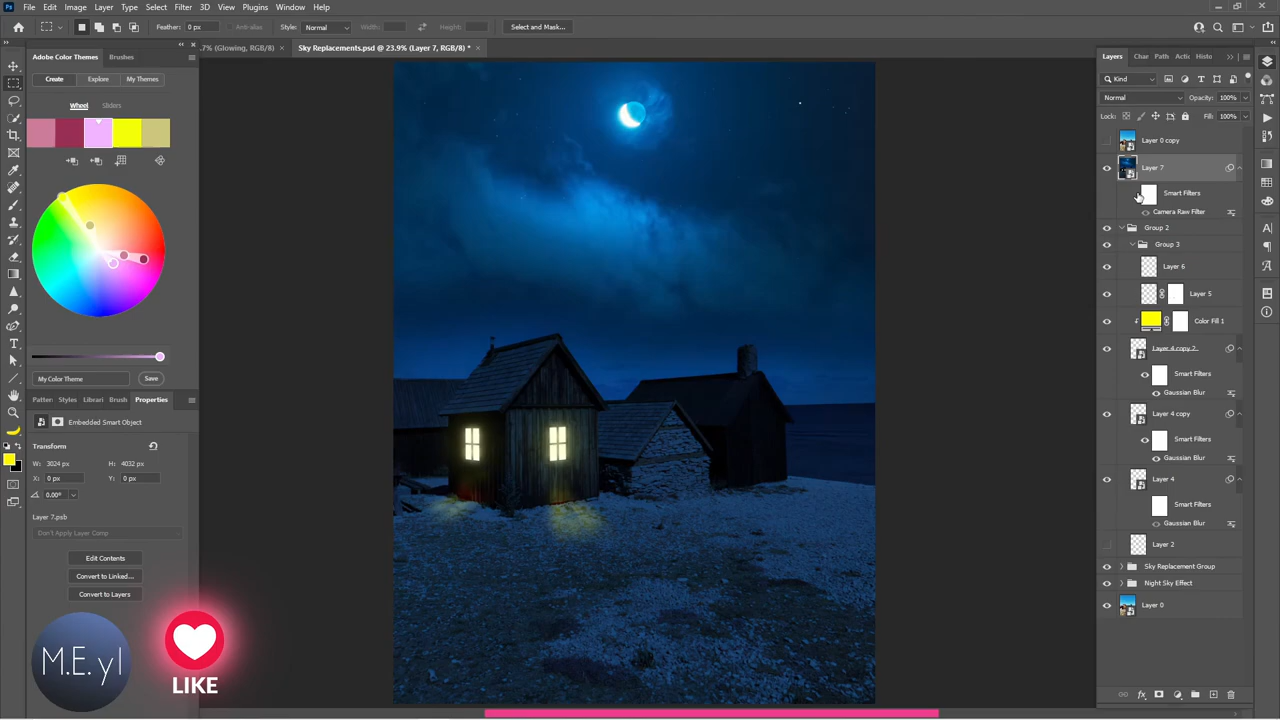 Ps File Edit Image Layer Type Select Filter 3D View Plugins Window Help
Feather: 0 px Anti-alias Style: Normal Width: Height: Select and Mask...
.7% (Glowing, RGB/8) × Sky Replacements.psd @ 23.9% (Layer 7, RGB/8) * ×
Adobe Color Themes Brushes
Create Explore My Themes
Wheel Sliders
My Color Theme Save
Patter Styles Librari Brush Properties
Embedded Smart Object
Transform
W: 3024 px H: 4032 px
X: 0 px Y: 0 px
0.00°
Layer 7.psb
Don't Apply Layer Comp
Edit Contents
Convert to Linked...
Convert to Layers
M.E. yl
LIKE
Layers Char Path Actic Histo
Kind
Normal Opacity: 100%
Lock: Fill: 100%
Layer 0 copy
Layer 7
Smart Filters
Camera Raw Filter
Group 2
Group 3
Layer 6
Layer 5
Color Fill 1
Layer 4 copy 2
Smart Filters
Gaussian Blur
Layer 4 copy
Smart Filters
Gaussian Blur
Layer 4
Smart Filters
Gaussian Blur
Layer 2
Sky Replacement Group
Night Sky Effect
Layer 0